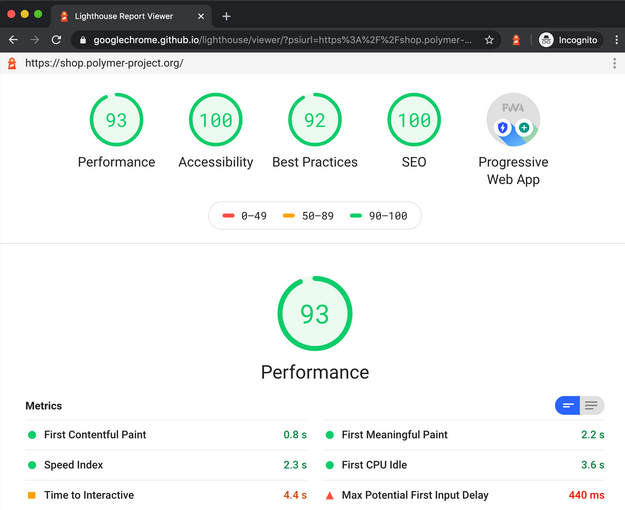 Lighthouse Report Viewer
googlechrome.github.io/lighthouse/viewer/?psiurl=https%3A%2F%2Fshop.polymer-...
Incognito
https://shop.polymer-project.org/
93 100 92 100 PWA
Performance Accessibility Best Practices SEO Progressive
Web App
0–49 50–89 90–100
93
Performance
Metrics
First Contentful Paint 0.8 s First Meaningful Paint 2.2 s
Speed Index 2.3 s First CPU Idle 3.6 s
Time to Interactive 4.4 s Max Potential First Input Delay 440 ms